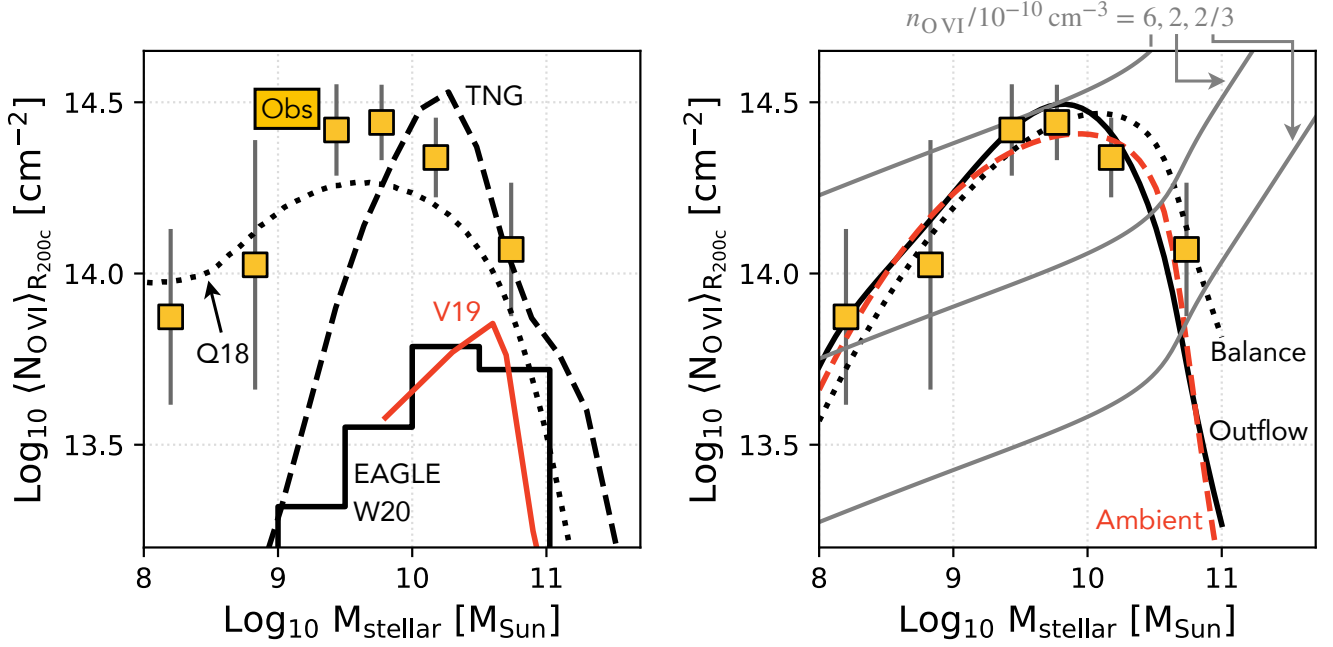 n_O VI/10^−10 cm^−3 = 6, 2, 2/3
Log₁₀ ⟨N_O VI⟩_R₂₀₀c [cm^−2]
14.5
14.0
13.5
Obs
TNG
Q18
V19
EAGLE
W20
8
9
10
11
Log₁₀ M_stellar [M_Sun]
Log₁₀ ⟨N_O VI⟩_R₂₀₀c [cm^−2]
14.5
14.0
13.5
Balance
Outflow
Ambient
8
9
10
11
Log₁₀ M_stellar [M_Sun]